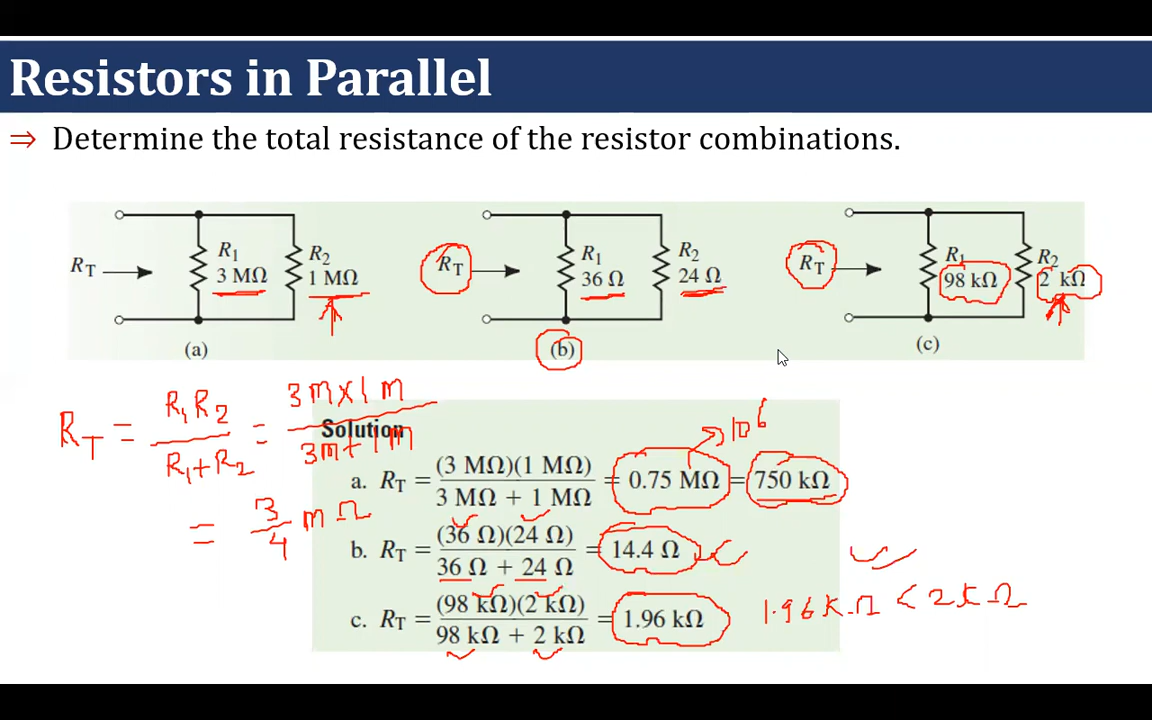 Resistors in Parallel
⇒ Determine the total resistance of the resistor combinations.
R_T
R_1
3 MΩ
R_2
1 MΩ
(a)
R_T
R_1
36 Ω
R_2
24 Ω
(b)
R_T
R_1
98 kΩ
R_2
2 kΩ
(c)
R_T = R_1 R_2 / R_1 + R_2 = 3M × 1M / 3M + 1M
= 3/4 MΩ
Solution
10^6
a. R_T = (3 MΩ)(1 MΩ) / 3 MΩ + 1 MΩ = 0.75 MΩ = 750 kΩ
b. R_T = (36 Ω)(24 Ω) / 36 Ω + 24 Ω = 14.4 Ω
c. R_T = (98 kΩ)(2 kΩ) / 98 kΩ + 2 kΩ = 1.96 kΩ
1.96 K.Ω < 2 K Ω